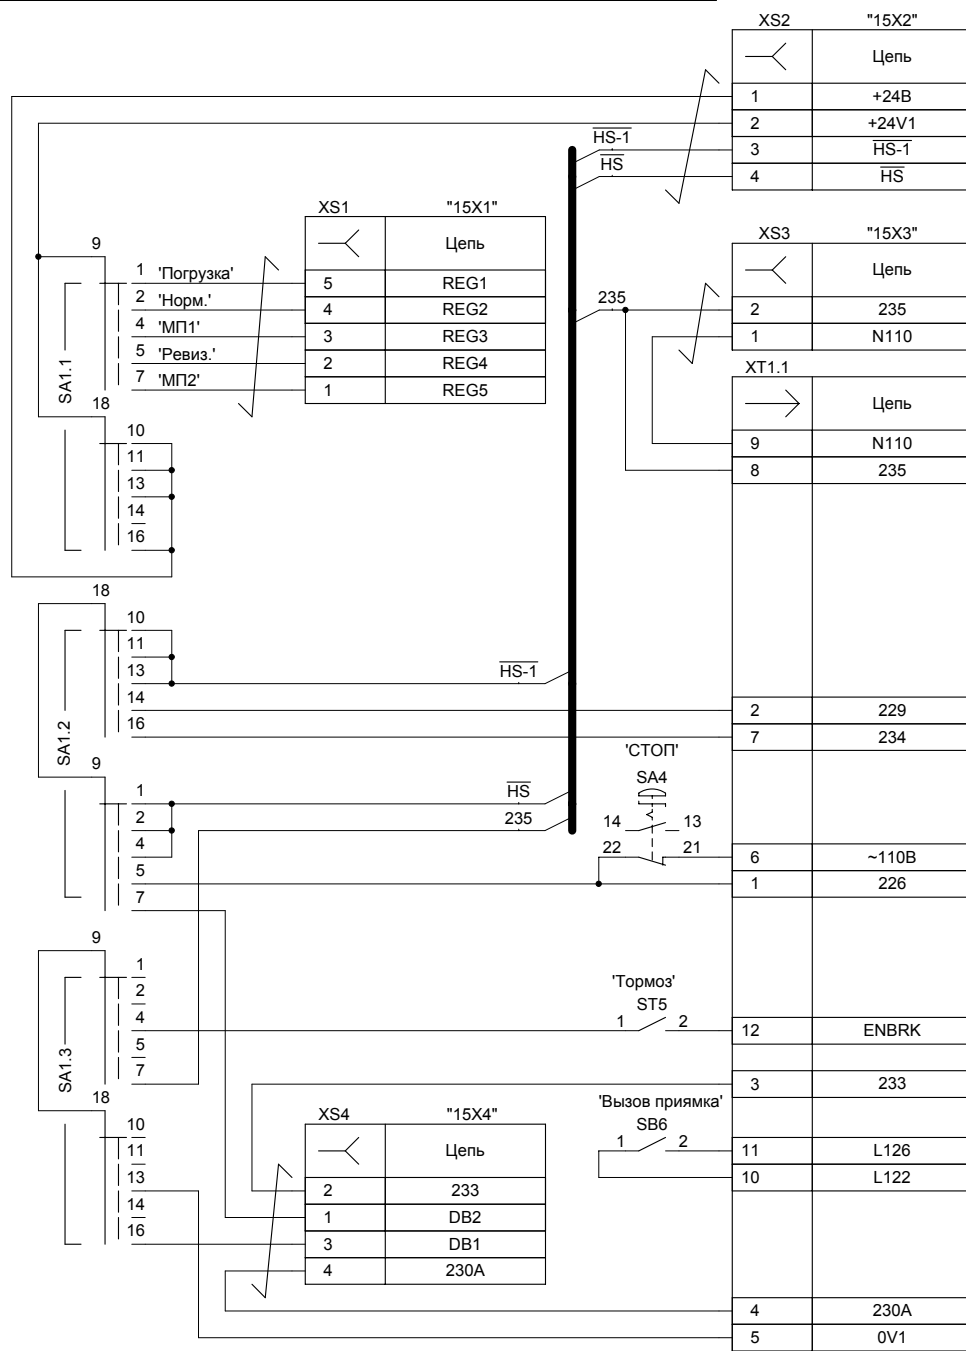 XS2 "15X2"
Цепь
1 +24В
2 +24V1
HS-1
3 HS-1
HS
4 HS
XS1 "15X1"
Цепь
XS3 "15X3"
Цепь
9
1 'Погрузка' 5 REG1
2 'Норм.' 4 REG2
4 'МП1' 3 REG3
5 'Ревиз.' 2 REG4
7 'МП2' 1 REG5
SA1.1
235
2 235
1 N110
XT1.1
Цепь
9 N110
8 235
18
10
11
13
14
16
18
10
11
13 HS-1
14
16
SA1.2
2 229
7 234
9
1 HS
2 235
4
5
7
'СТОП'
SA4
14 13
22 21
6 ~110В
1 226
9
1
2
4
5
7
SA1.3
'Тормоз'
ST5
1 2
12 ENBRK
3 233
18
10
11
13
14
16
'Вызов приямка'
SB6
1 2
11 L126
10 L122
XS4 "15X4"
Цепь
2 233
1 DB2
3 DB1
4 230A
4 230A
5 0V1